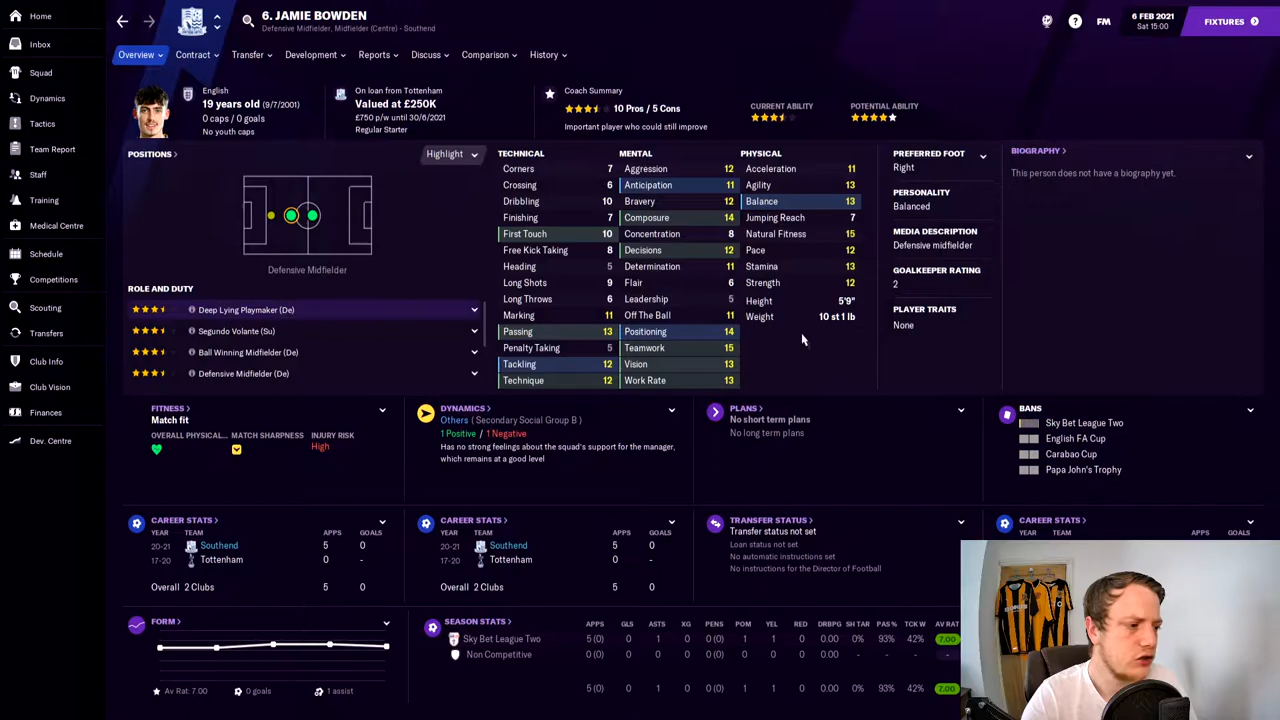 6. JAMIE BOWDEN
Defensive Midfielder, Midfielder (Centre) - Southend
6 FEB 2021
Sat 15:00
FM
FIXTURES
Home
Inbox
Squad
Dynamics
Tactics
Team Report
Staff
Training
Medical Centre
Schedule
Competitions
Scouting
Transfers
Club Info
Club Vision
Finances
Dev. Centre
Overview
Contract
Transfer
Development
Reports
Discuss
Comparison
History
English
19 years old (9/7/2001)
0 caps / 0 goals
No youth caps
On loan from Tottenham
Valued at £250K
£750 p/w until 30/6/2021
Regular Starter
Coach Summary
10 Pros / 5 Cons
Important player who could still improve
CURRENT ABILITY
POTENTIAL ABILITY
POSITIONS
Highlight
Defensive Midfielder
ROLE AND DUTY
Deep Lying Playmaker (De)
Segundo Volante (Su)
Ball Winning Midfielder (De)
Defensive Midfielder (De)
TECHNICAL
Corners 7
Crossing 6
Dribbling 10
Finishing 7
First Touch 10
Free Kick Taking 8
Heading 5
Long Shots 9
Long Throws 6
Marking 11
Passing 13
Penalty Taking 5
Tackling 12
Technique 12
MENTAL
Aggression 12
Anticipation 11
Bravery 12
Composure 14
Concentration 8
Decisions 12
Determination 11
Flair 6
Leadership 5
Off The Ball 11
Positioning 14
Teamwork 15
Vision 13
Work Rate 13
PHYSICAL
Acceleration 11
Agility 13
Balance 13
Jumping Reach 7
Natural Fitness 15
Pace 12
Stamina 13
Strength 12
Height 5'9"
Weight 10 st 1 lb
PREFERRED FOOT
Right
PERSONALITY
Balanced
MEDIA DESCRIPTION
Defensive midfielder
GOALKEEPER RATING
2
PLAYER TRAITS
None
BIOGRAPHY
This person does not have a biography yet.
FITNESS
Match fit
OVERALL PHYSICAL... MATCH SHARPNESS INJURY RISK
High
DYNAMICS
Others (Secondary Social Group B)
1 Positive / 1 Negative
Has no strong feelings about the squad's support for the manager,
which remains at a good level
PLANS
No short term plans
No long term plans
BANS
Sky Bet League Two
English FA Cup
Carabao Cup
Papa John's Trophy
CAREER STATS
YEAR TEAM APPS GOALS
20-21 Southend 5 0
17-20 Tottenham 0 -
Overall 2 Clubs 5 0
CAREER STATS
YEAR TEAM APPS GOALS
20-21 Southend 5 0
17-20 Tottenham 0 -
Overall 2 Clubs 5 0
TRANSFER STATUS
Transfer status not set
Loan status not set
No automatic instructions set
No instructions for the Director of Football
CAREER STATS
YEAR TEAM APPS GOALS
FORM
Av Rat: 7.00
0 goals
1 assist
SEASON STATS
APPS GLS ASTS XG PENS POM YEL RED DRBPG SH TAR PAS % TCK W AV RAT
Sky Bet League Two 5 (0) 0 1 0 0 (0) 0 1 0 0.00 0% 93% 42% 7.00
Non Competitive 0 (0) 0 0 0 0 (0) 0 0 0 0.00 - - - -
5 (0) 0 1 0 0 (0) 1 1 0 0.00 0% 93% 42% 7.00